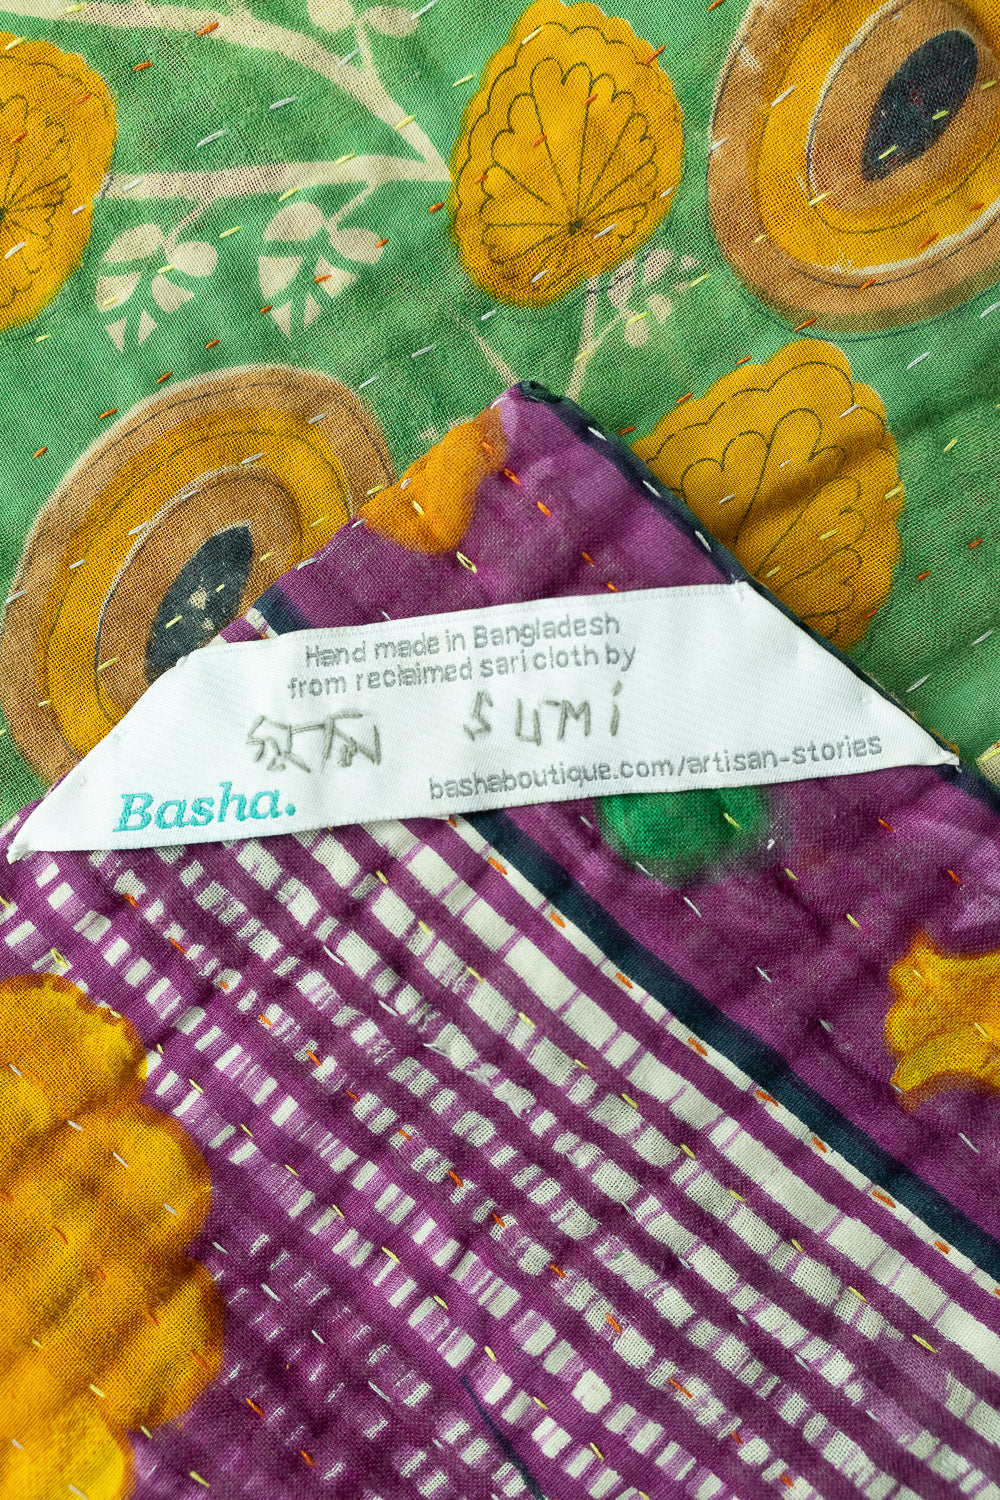 Hand made in Bangladesh
from reclaimed sari cloth by
SUMi
bashaboutique.com/artisan-stories
Basha.